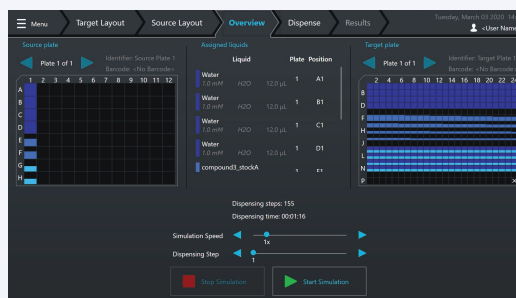 Menu
Target Layout
Source Layout
Overview
Dispense
Results
Tuesday, March 03 2020 14:
<User Name
Source plate
Plate 1 of 1
Identifier: Source Plate 1
Barcode: <No Barcode>
1 2 3 4 5 6 7 8 9 10 11 12
A
B
C
D
E
F
G
H
Assigned liquids
Liquid Plate Position
Water 1 A1
1.0 mM H2O 12.0 µL
Water 1 B1
1.0 mM H2O 12.0 µL
Water 1 C1
1.0 mM H2O 12.0 µL
Water 1 D1
1.0 mM H2O 12.0 µL
compound3_stockA 1 E1
Target plate
Plate 1 of 1
Identifier: Target Plate 1
Barcode: <No Barcode>
2 4 6 8 10 12 14 16 18 20 22 24
B
D
F
H
J
L
N
P
Dispensing steps: 155
Dispensing time: 00:01:16
Simulation Speed
1x
Dispensing Step
1
Stop Simulation
Start Simulation